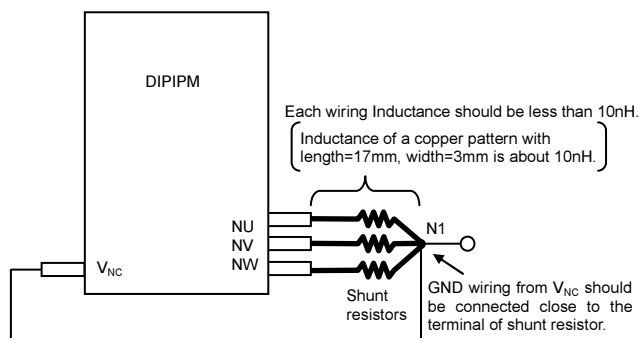 DIPIPM
Each wiring Inductance should be less than 10nH.
Inductance of a copper pattern with
length=17mm, width=3mm is about 10nH.
NU
NV
NW
N1
VNC
Shunt
resistors
GND wiring from VNC should
be connected close to the
terminal of shunt resistor.